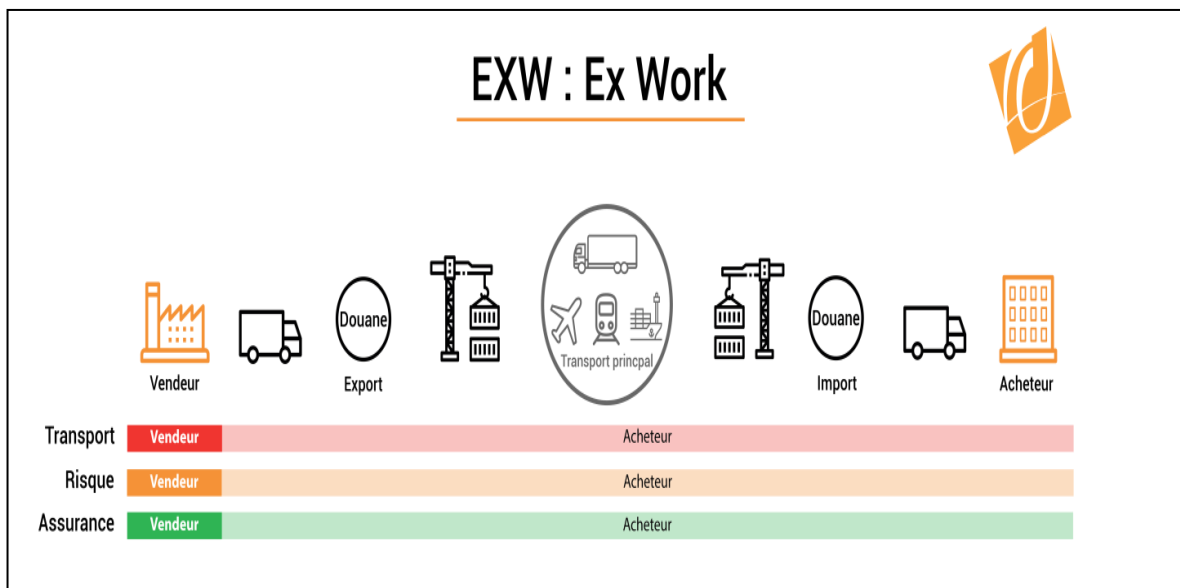 EXW : Ex Work
Douane
Douane
Transport princpal
Vendeur
Export
Import
Acheteur
Transport Vendeur Acheteur
Risque Vendeur Acheteur
Assurance Vendeur Acheteur